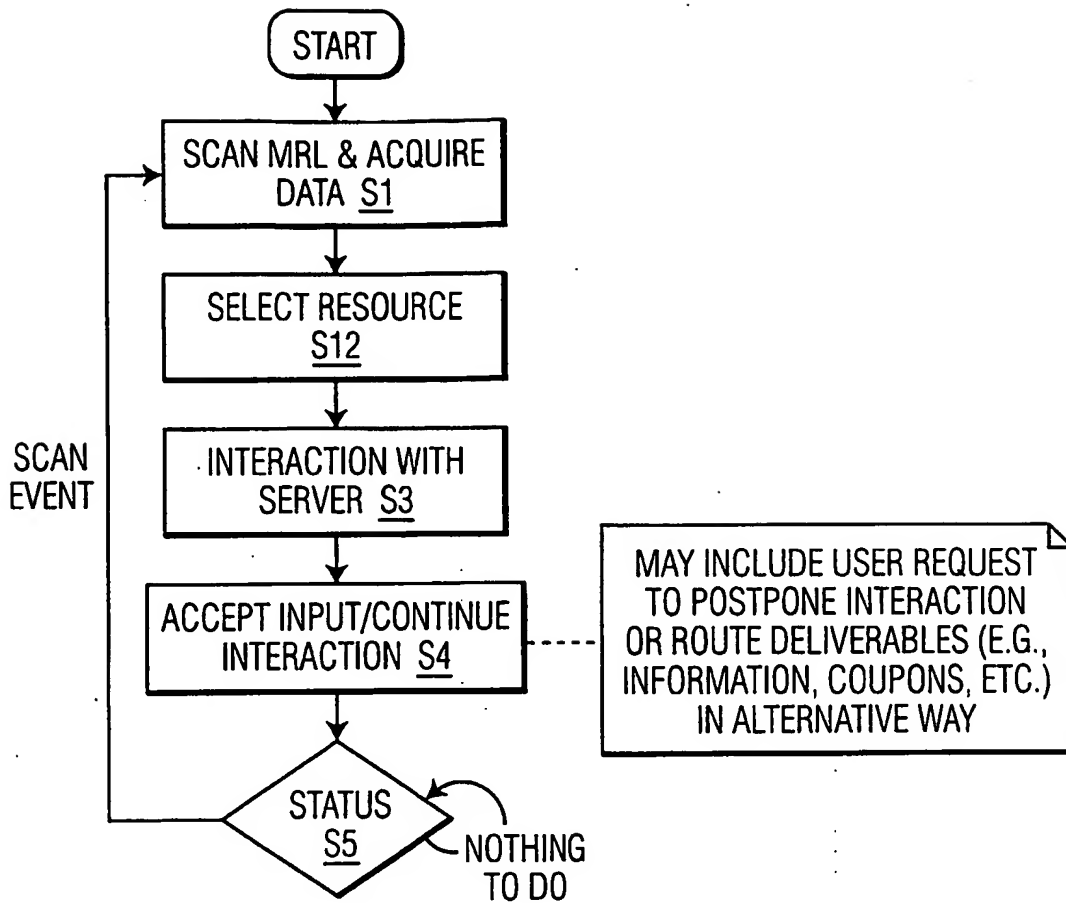 START
SCAN MRL & ACQUIRE
DATA S1
SELECT RESOURCE
S12
INTERACTION WITH
SERVER S3
SCAN
EVENT
ACCEPT INPUT/CONTINUE
INTERACTION S4
MAY INCLUDE USER REQUEST
TO POSTPONE INTERACTION
OR ROUTE DELIVERABLES (E.G.,
INFORMATION, COUPONS, ETC.)
IN ALTERNATIVE WAY
STATUS
S5
NOTHING
TO DO